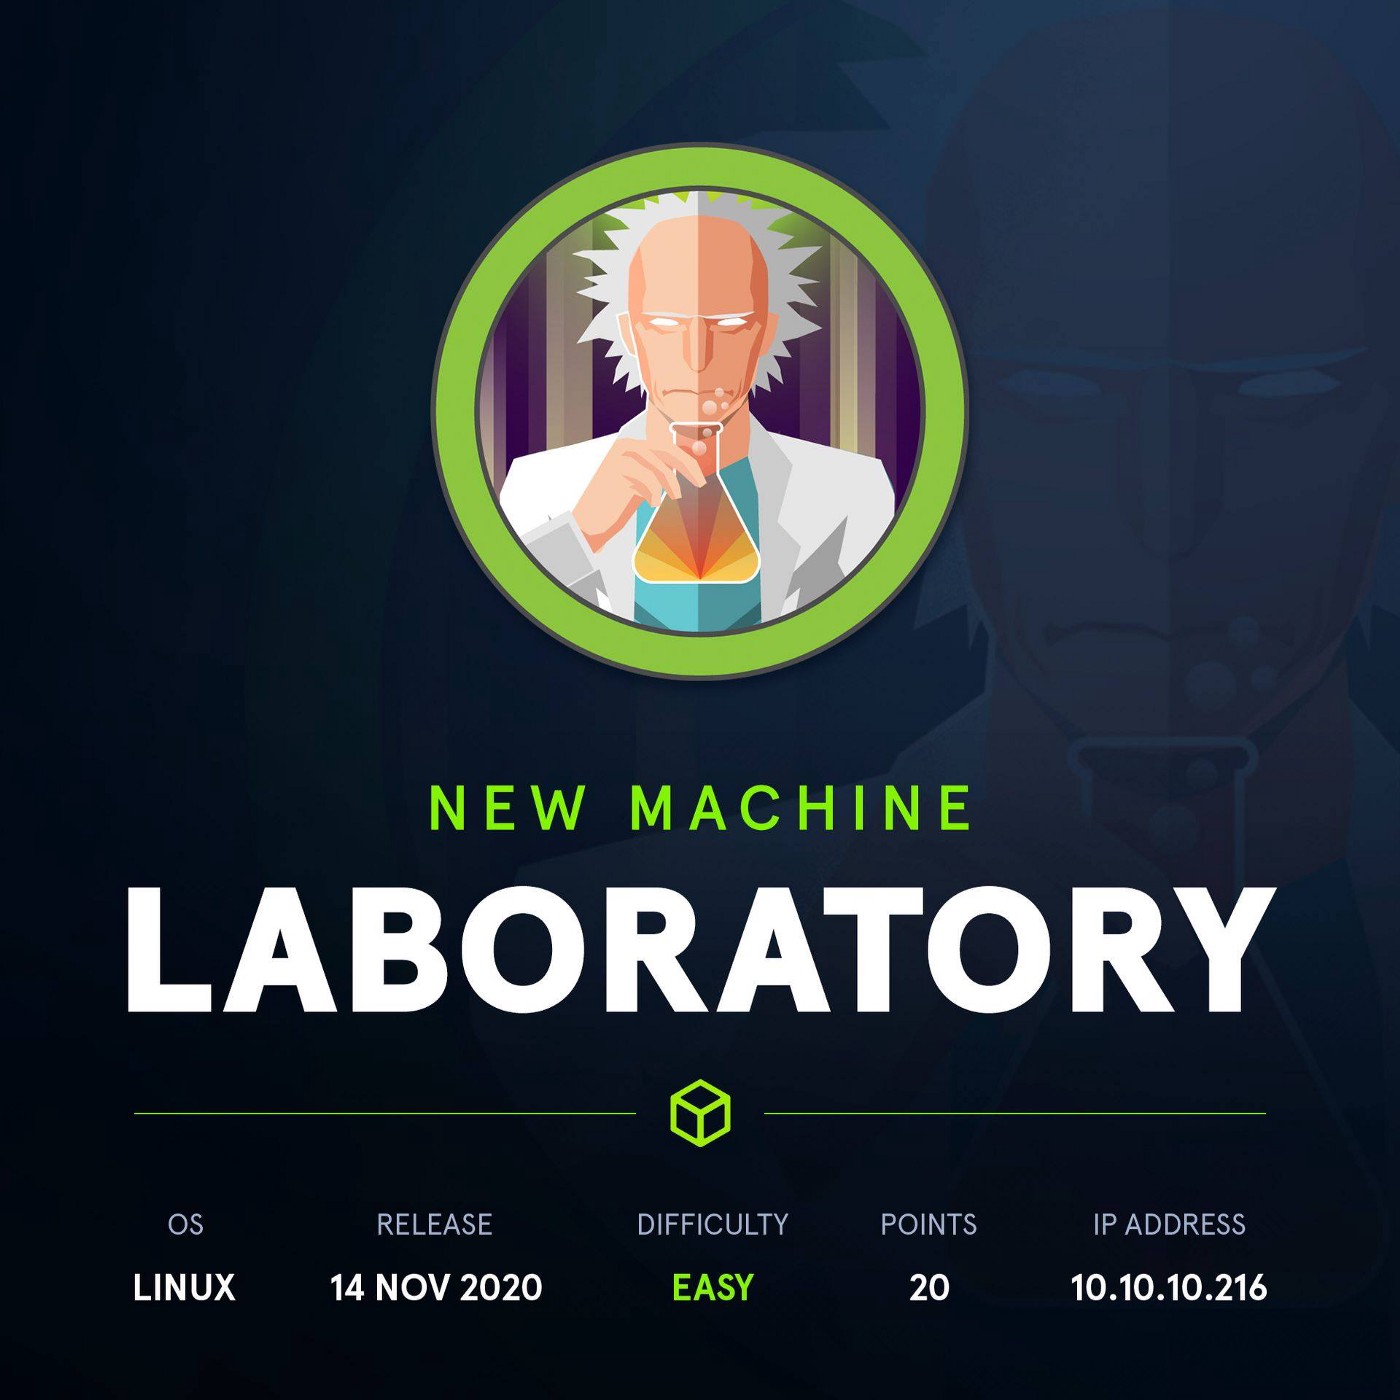 NEW MACHINE
LABORATORY
OS RELEASE DIFFICULTY POINTS IP ADDRESS
LINUX 14 NOV 2020 EASY 20 10.10.10.216